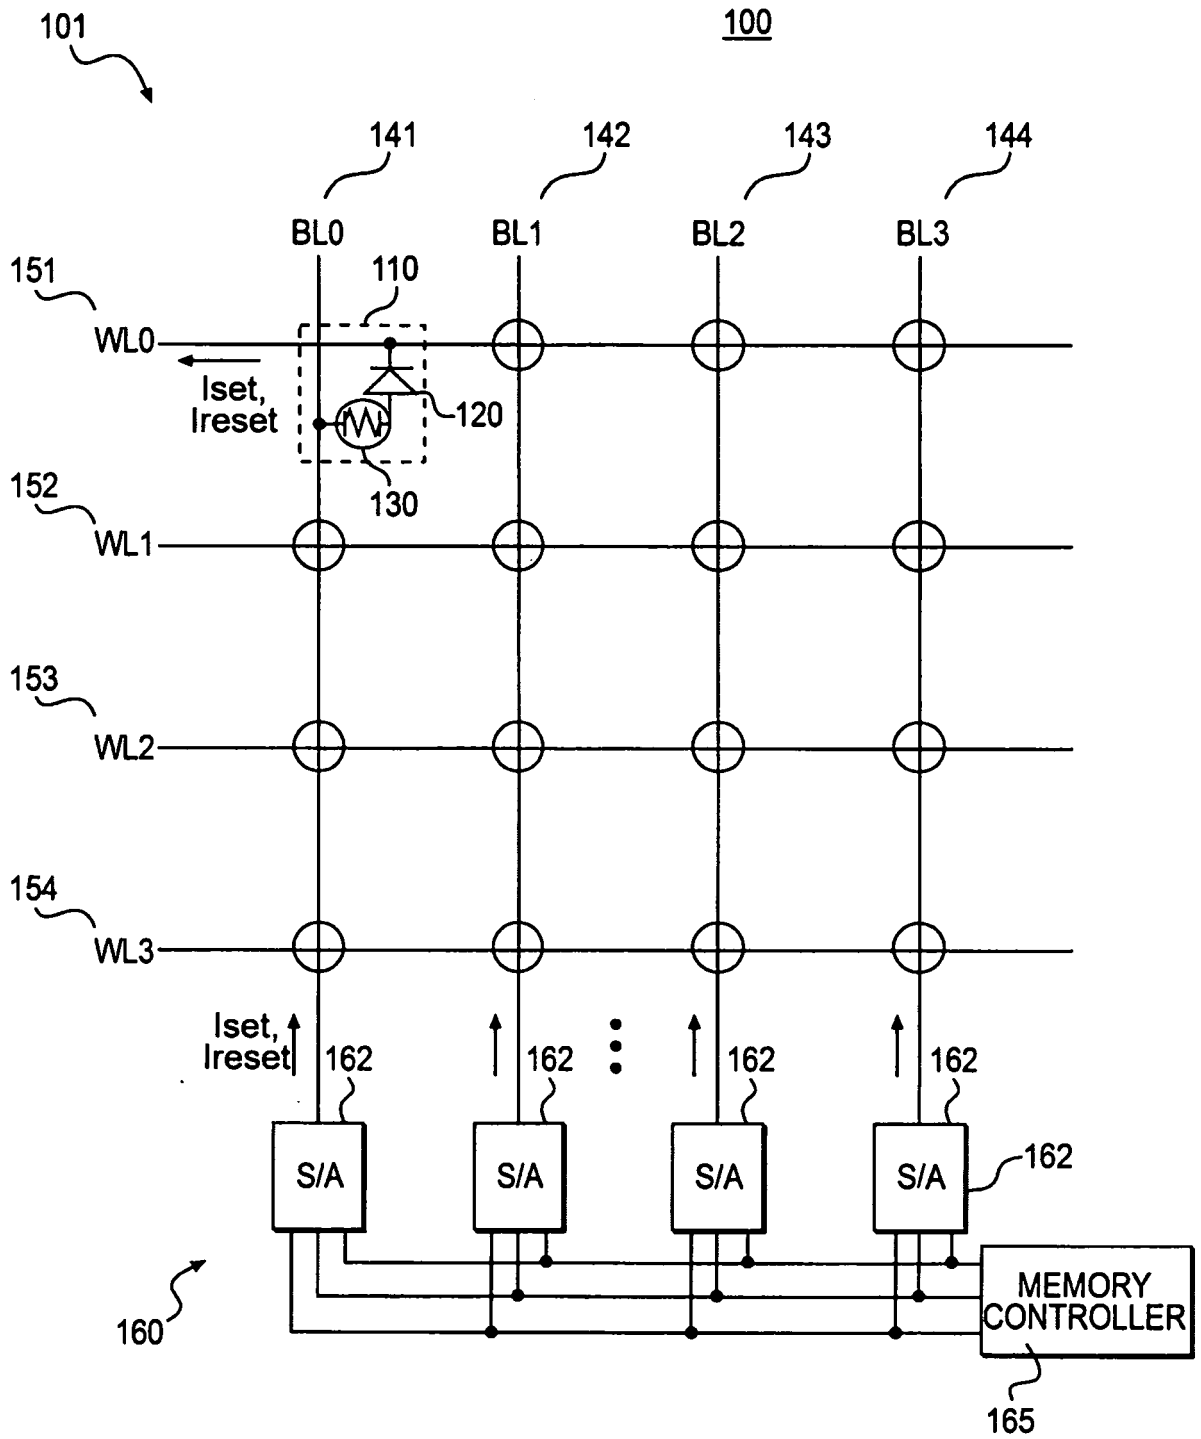 100
101
141
142
143
144
BL0
BL1
BL2
BL3
151
110
WL0
Iset,
Ireset
120
130
152
WL1
153
WL2
154
WL3
Iset,
Ireset
162
162
162
162
S/A
S/A
S/A
S/A
162
160
MEMORY
CONTROLLER
165